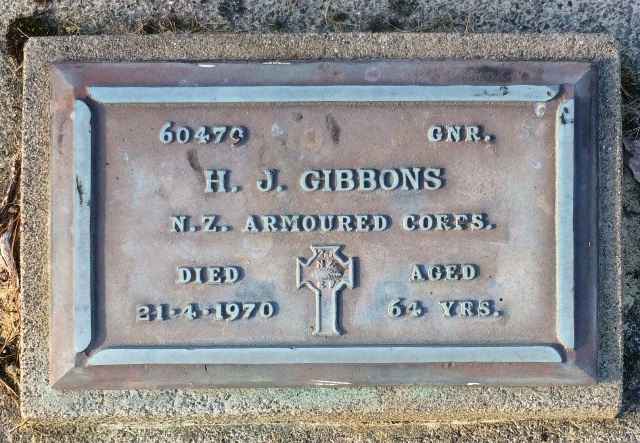 60479 GNR.
H. J. GIBBONS
N.Z. ARMOURED CORPS.
DIED AGED
21-4-1970 64 YRS.